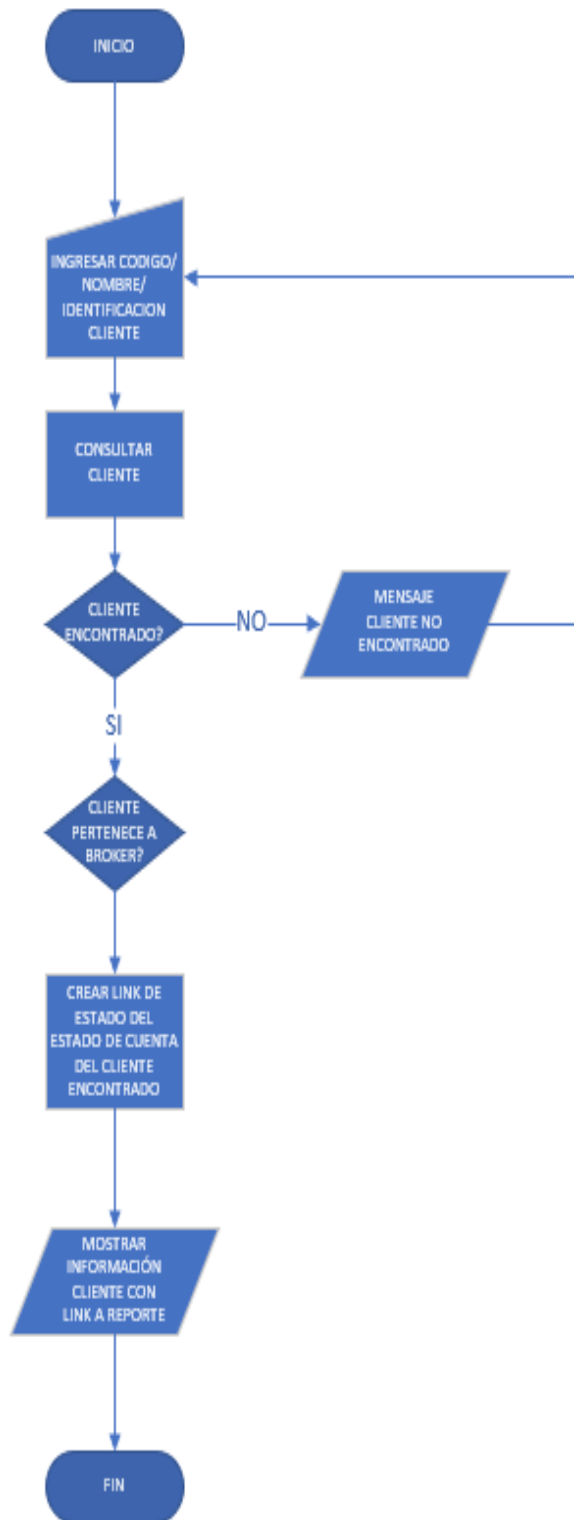 INICIO
INGRESAR CODIGO/
NOMBRE/
IDENTIFICACION
CLIENTE
CONSULTAR
CLIENTE
CLIENTE
ENCONTRADO?
NO
MENSAJE
CLIENTE NO
ENCONTRADO
SI
CLIENTE
PERTENECE A
BROKER?
CREAR LINK DE
ESTADO DEL
ESTADO DE CUENTA
DEL CLIENTE
ENCONTRADO
MOSTRAR
INFORMACIÓN
CLIENTE CON
LINK A REPORTE
FIN